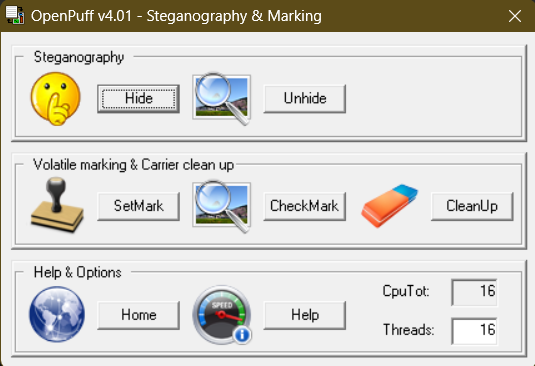 OpenPuff v4.01 - Steganography & Marking
Steganography
Hide
Unhide
Volatile marking & Carrier clean up
SetMark
CheckMark
CleanUp
Help & Options
Home
SPEED
Help
CpuTot: 16
Threads: 16